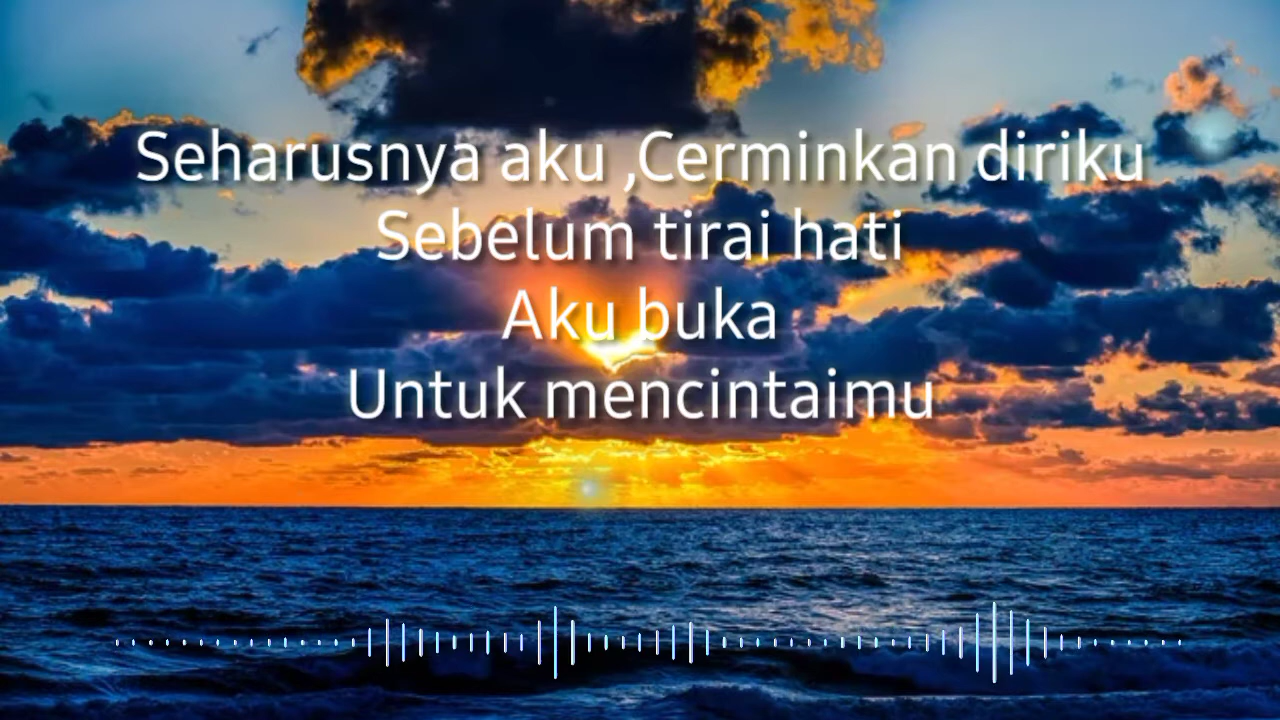 Seharusnya aku ,Cerminkan diriku
Sebelum tirai hati
Aku buka
Untuk mencintaimu